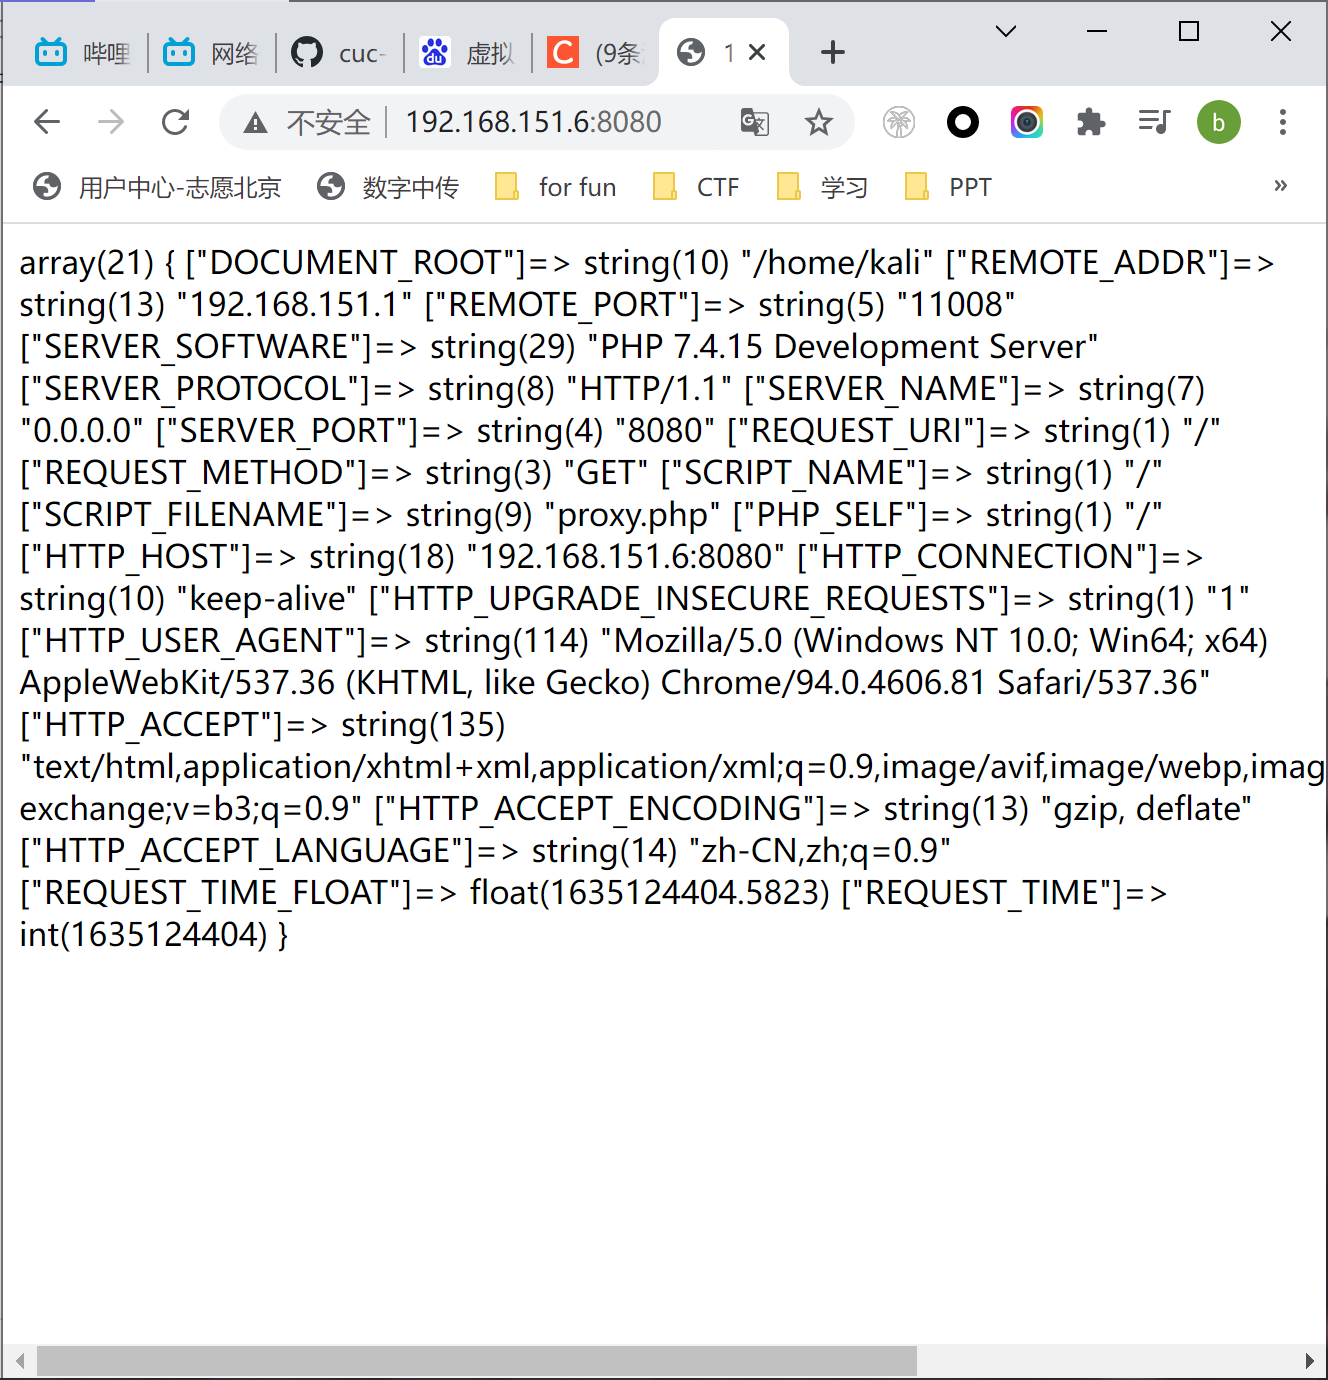 哔哩
网络
cuc-
虚拟
(9条
1
不安全
192.168.151.6:8080
b
用户中心-志愿北京
数字中传
for fun
CTF
学习
PPT
»
array(21) { ["DOCUMENT_ROOT"]=> string(10) "/home/kali" ["REMOTE_ADDR"]=>
string(13) "192.168.151.1" ["REMOTE_PORT"]=> string(5) "11008"
["SERVER_SOFTWARE"]=> string(29) "PHP 7.4.15 Development Server"
["SERVER_PROTOCOL"]=> string(8) "HTTP/1.1" ["SERVER_NAME"]=> string(7)
"0.0.0.0" ["SERVER_PORT"]=> string(4) "8080" ["REQUEST_URI"]=> string(1) "/"
["REQUEST_METHOD"]=> string(3) "GET" ["SCRIPT_NAME"]=> string(1) "/"
["SCRIPT_FILENAME"]=> string(9) "proxy.php" ["PHP_SELF"]=> string(1) "/"
["HTTP_HOST"]=> string(18) "192.168.151.6:8080" ["HTTP_CONNECTION"]=>
string(10) "keep-alive" ["HTTP_UPGRADE_INSECURE_REQUESTS"]=> string(1) "1"
["HTTP_USER_AGENT"]=> string(114) "Mozilla/5.0 (Windows NT 10.0; Win64; x64)
AppleWebKit/537.36 (KHTML, like Gecko) Chrome/94.0.4606.81 Safari/537.36"
["HTTP_ACCEPT"]=> string(135)
"text/html,application/xhtml+xml,application/xml;q=0.9,image/avif,image/webp,imag
exchange;v=b3;q=0.9" ["HTTP_ACCEPT_ENCODING"]=> string(13) "gzip, deflate"
["HTTP_ACCEPT_LANGUAGE"]=> string(14) "zh-CN,zh;q=0.9"
["REQUEST_TIME_FLOAT"]=> float(1635124404.5823) ["REQUEST_TIME"]=>
int(1635124404) }